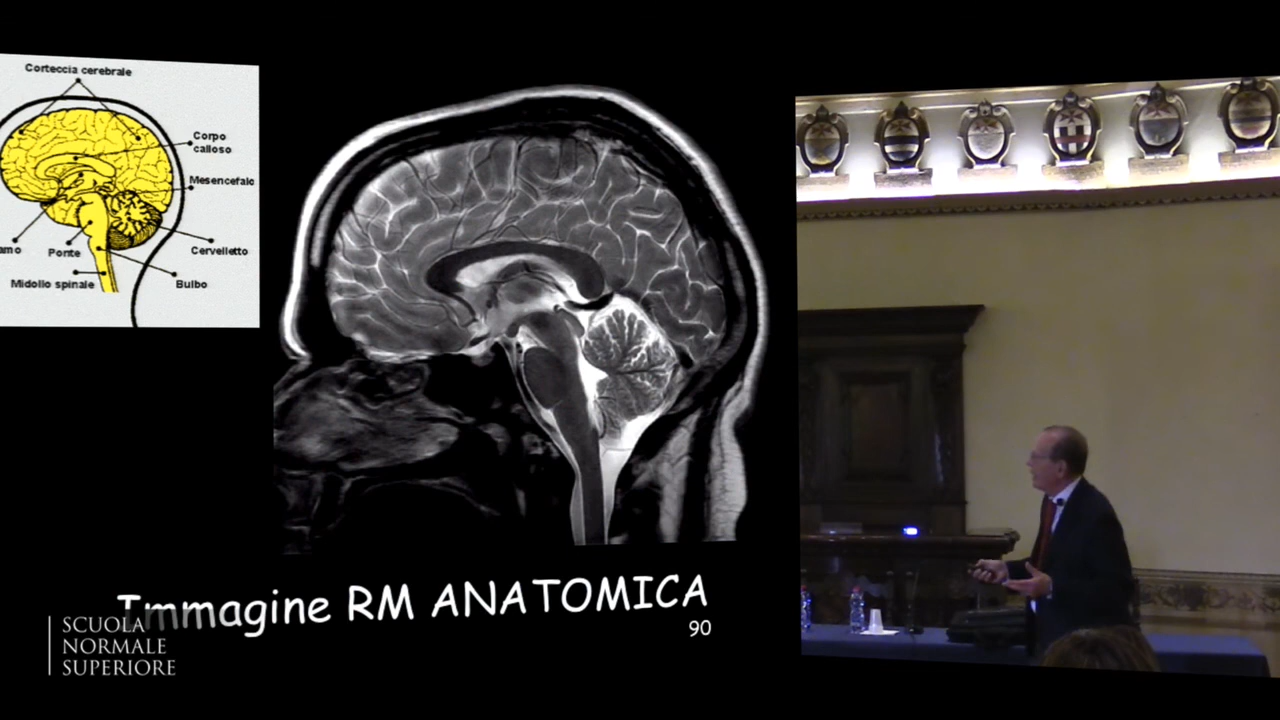 Corteccia cerebrale
Corpo
calloso
Mesencefalo
amo
Ponte
Cervelletto
Midollo spinale
Bulbo
Immagine RM ANATOMICA
90
SCUOLA
NORMALE
SUPERIORE